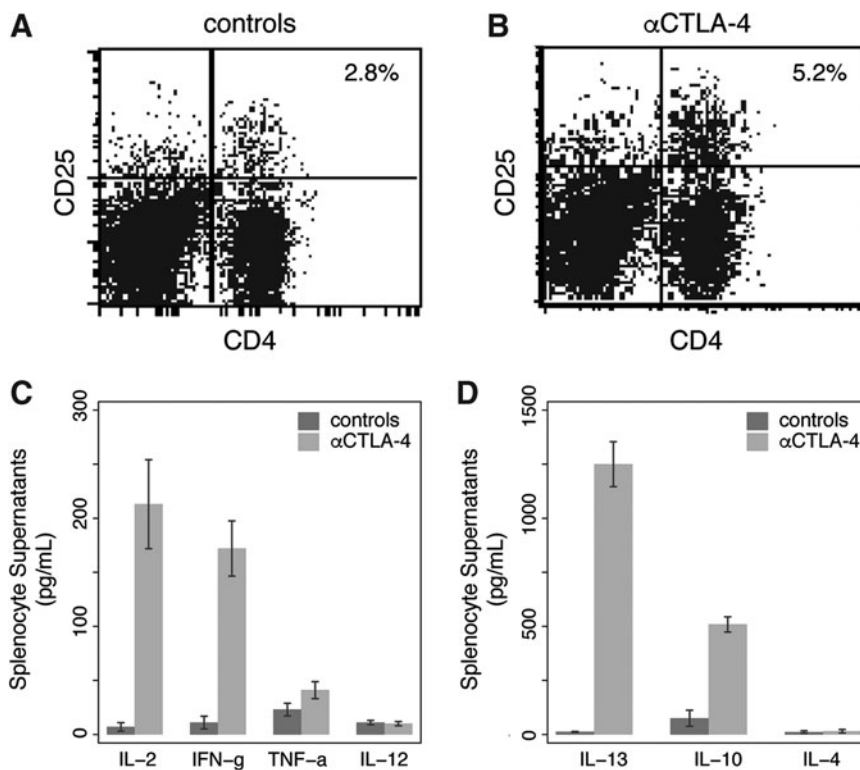 A
controls
2.8%
CD25
CD4
B
αCTLA-4
5.2%
CD25
CD4
C
controls
αCTLA-4
Splenocyte Supernatants
(pg/mL)
300
200
100
0
IL-2
IFN-g
TNF-a
IL-12
D
controls
αCTLA-4
Splenocyte Supernatants
(pg/mL)
1500
1000
500
0
IL-13
IL-10
IL-4